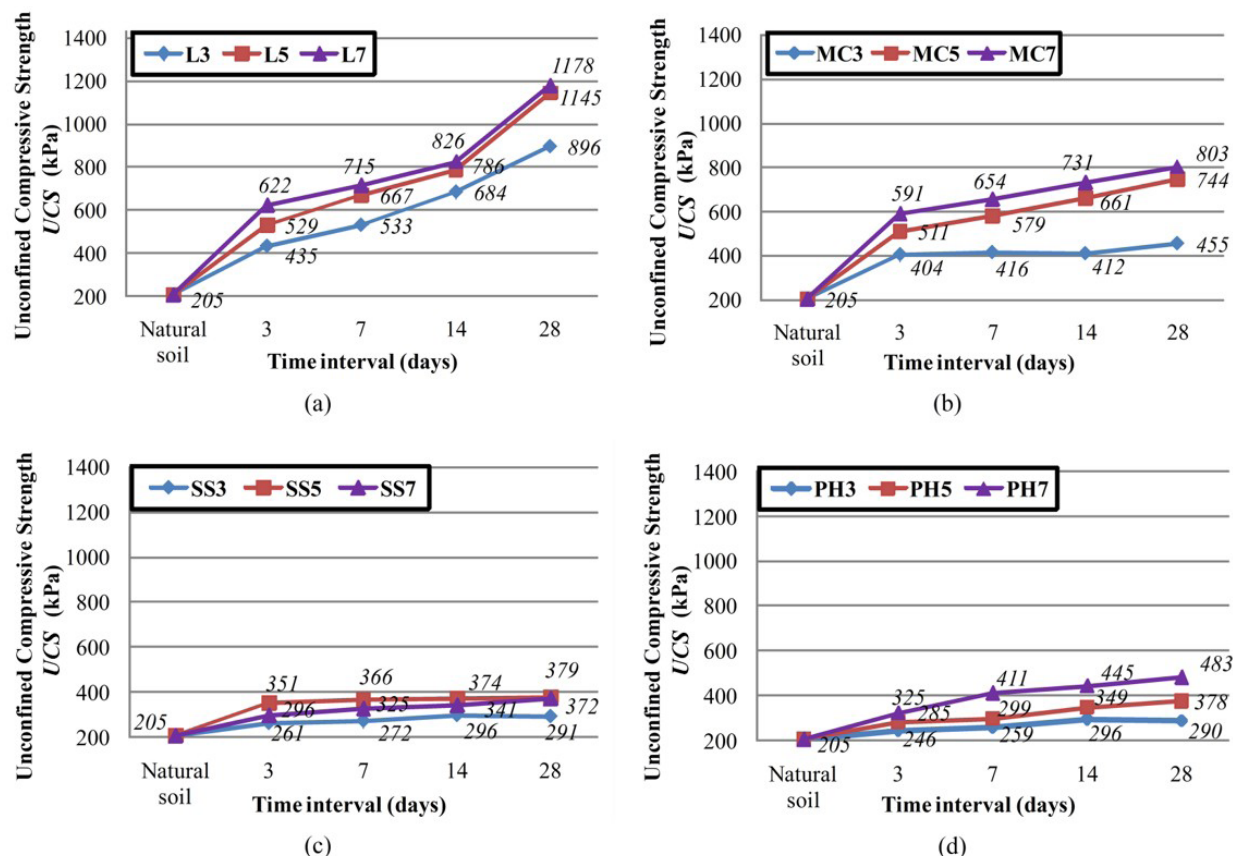 Unconfined Compressive Strength
UCS (kPa)
1400
1200
1000
800
600
400
200
L3 L5 L7
1178
1145
896
826
786
684
715
667
533
622
529
435
205
Natural soil 3 7 14 28
Time interval (days)
(a)
Unconfined Compressive Strength
UCS (kPa)
1400
1200
1000
800
600
400
200
MC3 MC5 MC7
803
744
455
731
661
412
654
579
416
591
511
404
205
Natural soil 3 7 14 28
Time interval (days)
(b)
Unconfined Compressive Strength
UCS (kPa)
1400
1200
1000
800
600
400
200
SS3 SS5 SS7
351 366 374 379
296 325 341 372
261 272 296 291
205
Natural soil 3 7 14 28
Time interval (days)
(c)
Unconfined Compressive Strength
UCS (kPa)
1400
1200
1000
800
600
400
200
PH3 PH5 PH7
325 411 445 483
285 299 349 378
246 259 296 290
205
Natural soil 3 7 14 28
Time interval (days)
(d)